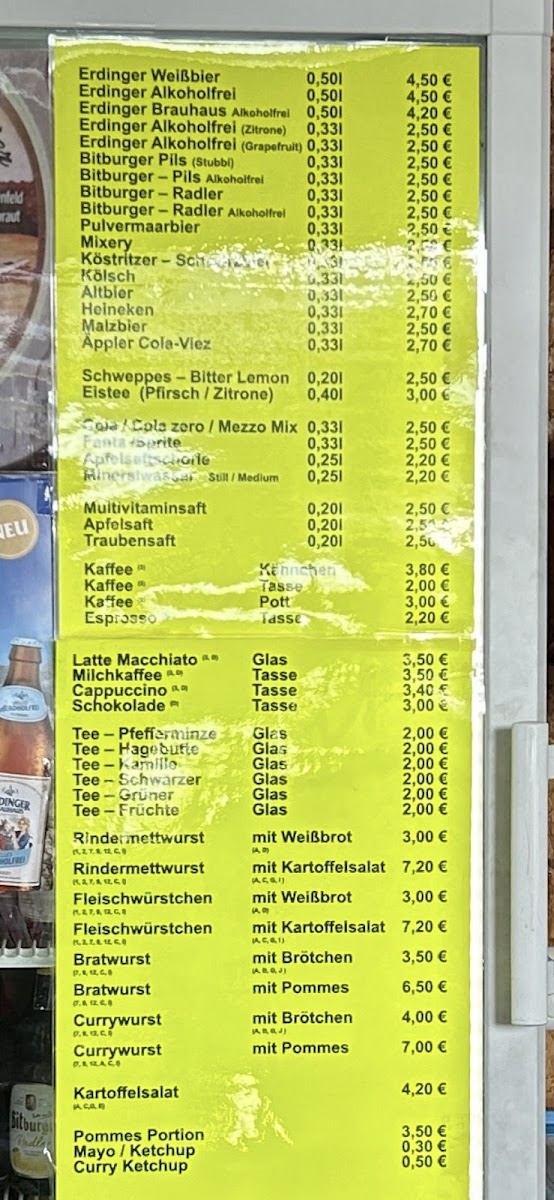 Erdinger Weißbier 0,50l 4,50 €
Erdinger Alkoholfrei 0,50l 4,50 €
Erdinger Brauhaus Alkoholfrei 0,50l 4,20 €
Erdinger Alkoholfrei (Zitrone) 0,33l 2,50 €
Erdinger Alkoholfrei (Grapefruit) 0,33l 2,50 €
Bitburger Pils (Stubbi) 0,33l 2,50 €
Bitburger – Pils Alkoholfrei 0,33l 2,50 €
Bitburger – Radler 0,33l 2,50 €
Bitburger – Radler Alkoholfrei 0,33l 2,50 €
Pulvermaarbier 0,33l 2,50 €
Mixery 0,33l
Köstritzer –
Kölsch 0,33l 2,50 €
Altbier 0,33l 2,50 €
Heineken 0,33l 2,70 €
Malzbier 0,33l 2,50 €
Äppler Cola-Viez 0,33l 2,70 €
Schweppes – Bitter Lemon 0,20l 2,50 €
Eistee (Pfirsch / Zitrone) 0,40l 3,00 €
Cola / Cola zero / Mezzo Mix 0,33l 2,50 €
Fanta /Sprite 0,33l 2,50 €
Apfelsaftschorle 0,25l 2,20 €
Mineralwasser Still / Medium 0,25l 2,20 €
Multivitaminsaft 0,20l 2,50 €
Apfelsaft 0,20l
Traubensaft 0,20l 2,50
Kaffee Kännchen 3,80 €
Kaffee Tasse 2,00 €
Kaffee Pott 3,00 €
Espresso Tasse 2,20 €
Latte Macchiato Glas 3,50 €
Milchkaffee Tasse 3,50 €
Cappuccino Tasse 3,40 €
Schokolade Tasse 3,00 €
Tee – Pfefferminze Glas 2,00 €
Tee – Hagebutte Glas 2,00 €
Tee – Kamille Glas 2,00 €
Tee – Schwarzer Glas 2,00 €
Tee – Grüner Glas 2,00 €
Tee – Früchte Glas 2,00 €
Rindermettwurst mit Weißbrot 3,00 €
Rindermettwurst mit Kartoffelsalat 7,20 €
Fleischwürstchen mit Weißbrot 3,00 €
Fleischwürstchen mit Kartoffelsalat 7,20 €
Bratwurst mit Brötchen 3,50 €
Bratwurst mit Pommes 6,50 €
Currywurst mit Brötchen 4,00 €
Currywurst mit Pommes 7,00 €
Kartoffelsalat 4,20 €
Pommes Portion 3,50 €
Mayo / Ketchup 0,30 €
Curry Ketchup 0,50 €
NEU